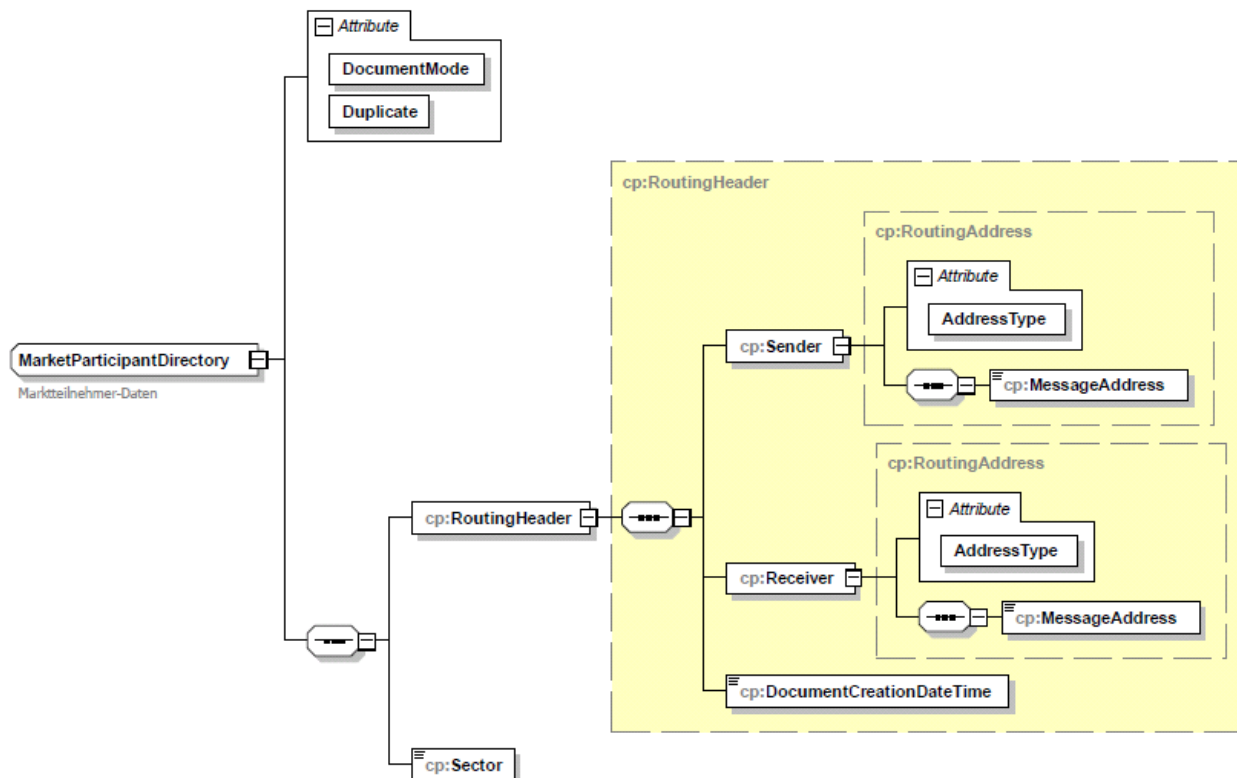 Attribute
DocumentMode
Duplicate
cp:RoutingHeader
cp:RoutingAddress
Attribute
AddressType
cp:Sender
MarketParticipantDirectory
cp:MessageAddress
Marktteilnehmer-Daten
cp:RoutingAddress
Attribute
cp:RoutingHeader
AddressType
cp:Receiver
cp:MessageAddress
cp:DocumentCreationDateTime
cp:Sector